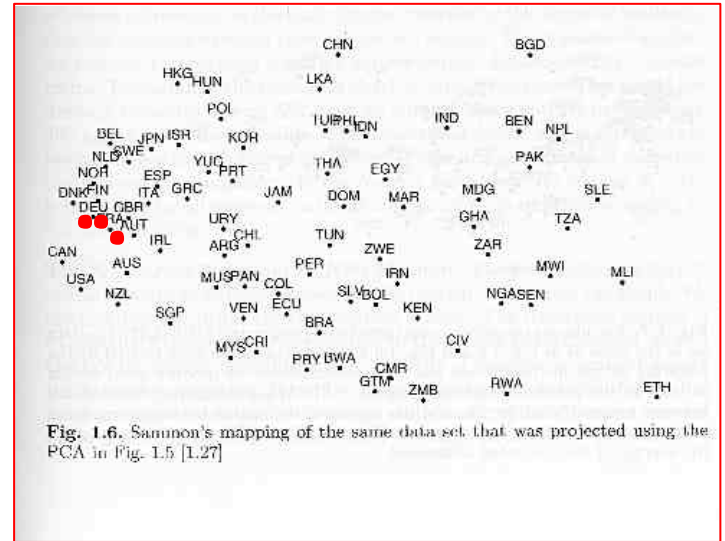 CHN BGD
HKG HUN LKA
POL TUR PHL IDN IND BEN NPL
BEL JPN ISR KOR
NLD SWE
NOR ESP YUG PRT THA EGY PAK
DNK FIN ITA GRC JAM DOM MAR MDG SLE
DEU GBR URY GHA TZA
AUT IRL CHL TUN
CAN ARG ZWE ZAR
USA AUS MUS PAN PER IRN MWI MLI
NZL COL SLV BOL NGA SEN
SGP VEN ECU KEN
BRA
MYS CRI CIV
PRY BWA CMR
GTM ZMB RWA ETH
Fig. 1.6. Sammon's mapping of the same data set that was projected using the
PCA in Fig. 1.5 [1.27]